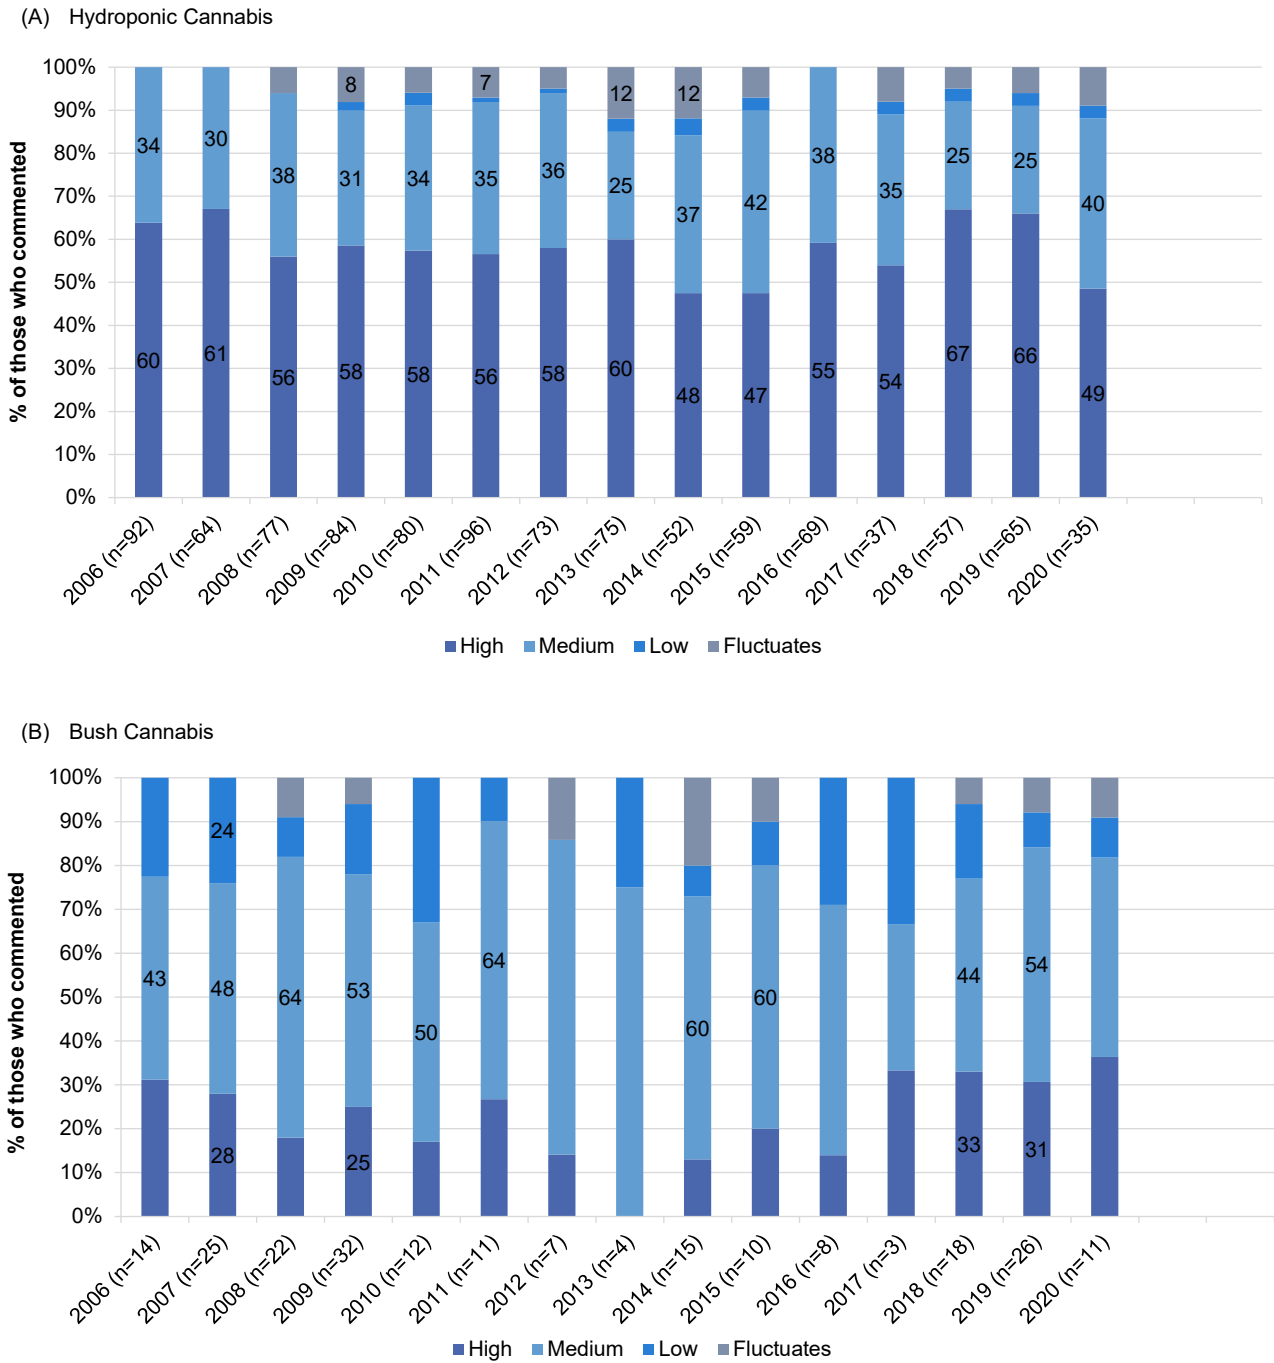 (A) Hydroponic Cannabis
% of those who commented
100%
90%
80%
70%
60%
50%
40%
30%
20%
10%
0%
8 7 12 12
34 30 38 31 34 35 36 25 37 42 38 35 25 25 40
60 61 56 58 58 56 58 60 48 47 55 54 67 66 49
2006 (n=92)
2007 (n=64)
2008 (n=77)
2009 (n=84)
2010 (n=80)
2011 (n=96)
2012 (n=73)
2013 (n=75)
2014 (n=52)
2015 (n=59)
2016 (n=69)
2017 (n=37)
2018 (n=57)
2019 (n=65)
2020 (n=35)
High Medium Low Fluctuates
(B) Bush Cannabis
% of those who commented
100%
90%
80%
70%
60%
50%
40%
30%
20%
10%
0%
24
43 48 64 53 50 64 60 60 44 54
28 25 33 31
2006 (n=14)
2007 (n=25)
2008 (n=22)
2009 (n=32)
2010 (n=12)
2011 (n=11)
2012 (n=7)
2013 (n=4)
2014 (n=15)
2015 (n=10)
2016 (n=8)
2017 (n=3)
2018 (n=18)
2019 (n=26)
2020 (n=11)
High Medium Low Fluctuates